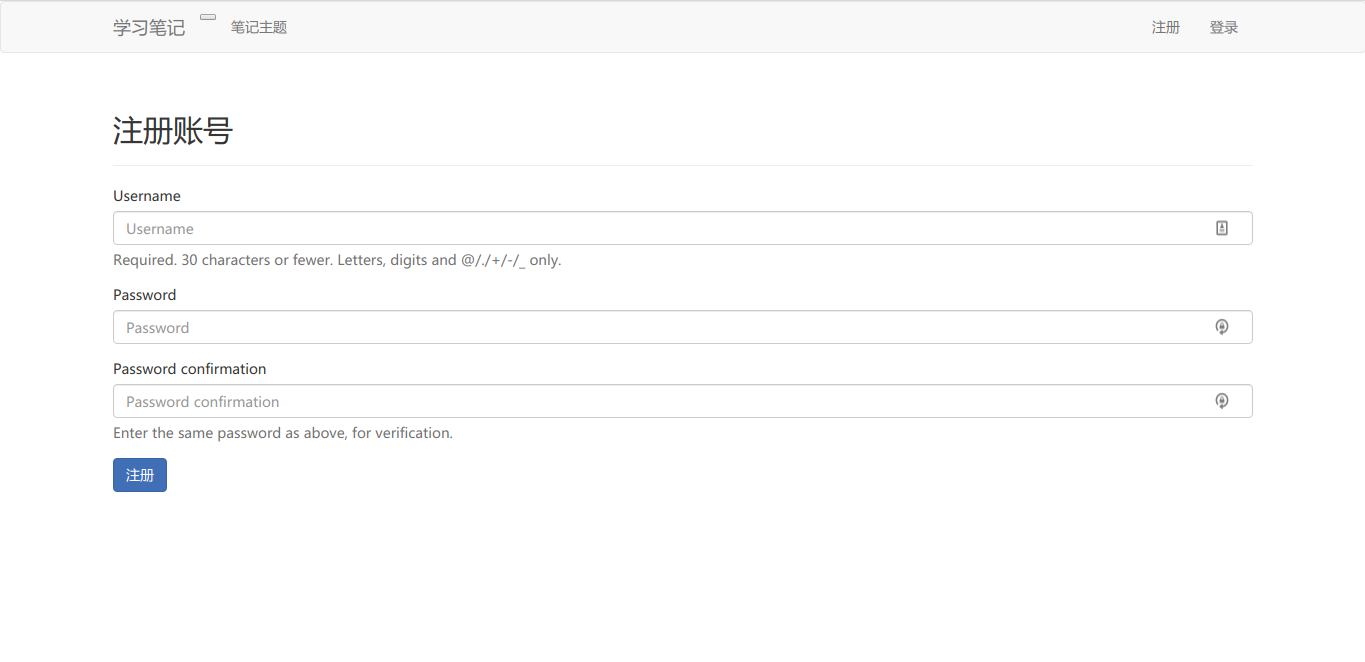 学习笔记 笔记主题 注册 登录
注册账号
Username
Username
Required. 30 characters or fewer. Letters, digits and @/./+/-/_ only.
Password
Password
Password confirmation
Password confirmation
Enter the same password as above, for verification.
注册